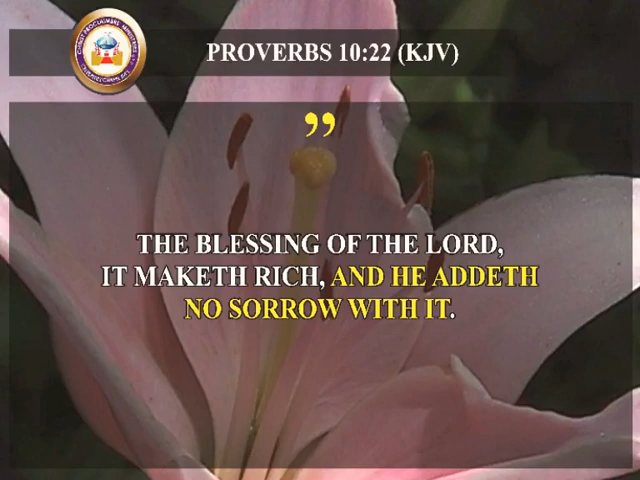 PROVERBS 10:22 (KJV)
”
THE BLESSING OF THE LORD,
IT MAKETH RICH, AND HE ADDETH
NO SORROW WITH IT.